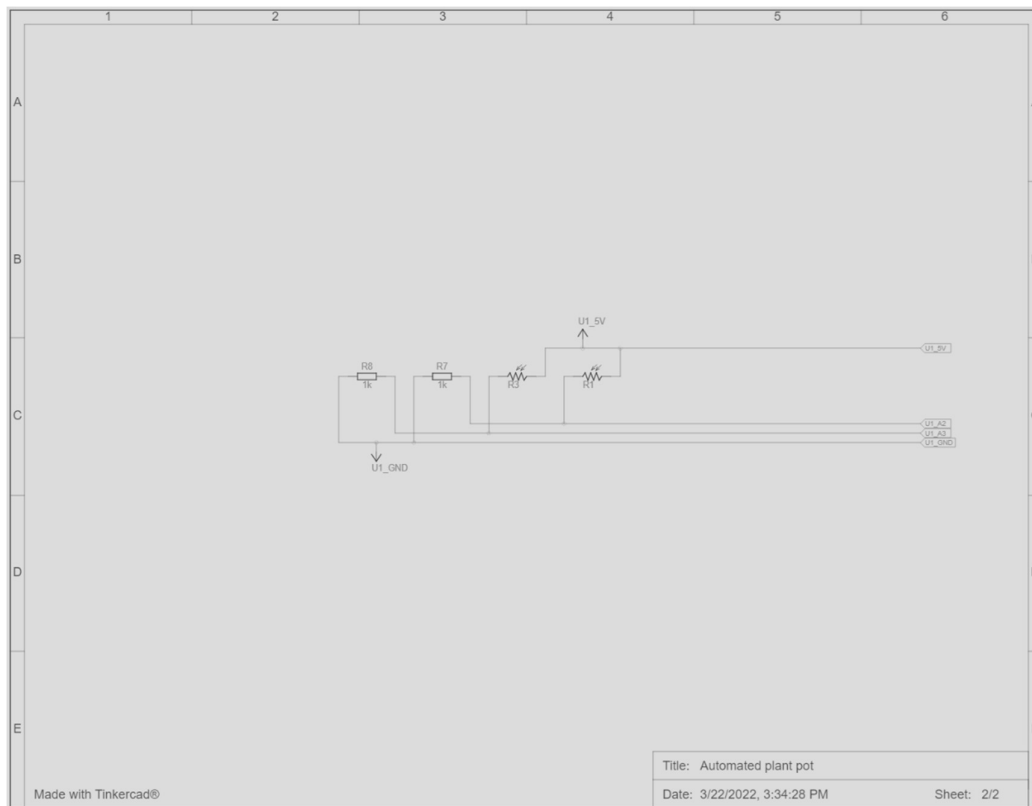 1 2 3 4 5 6
A
B
U1_5V
U1_5V
R8 R7
1k 1k R3 R1
C
U1_A2
U1_A3
U1_GND
U1_GND
D
E
Title: Automated plant pot
Made with Tinkercad® Date: 3/22/2022, 3:34:28 PM Sheet: 2/2